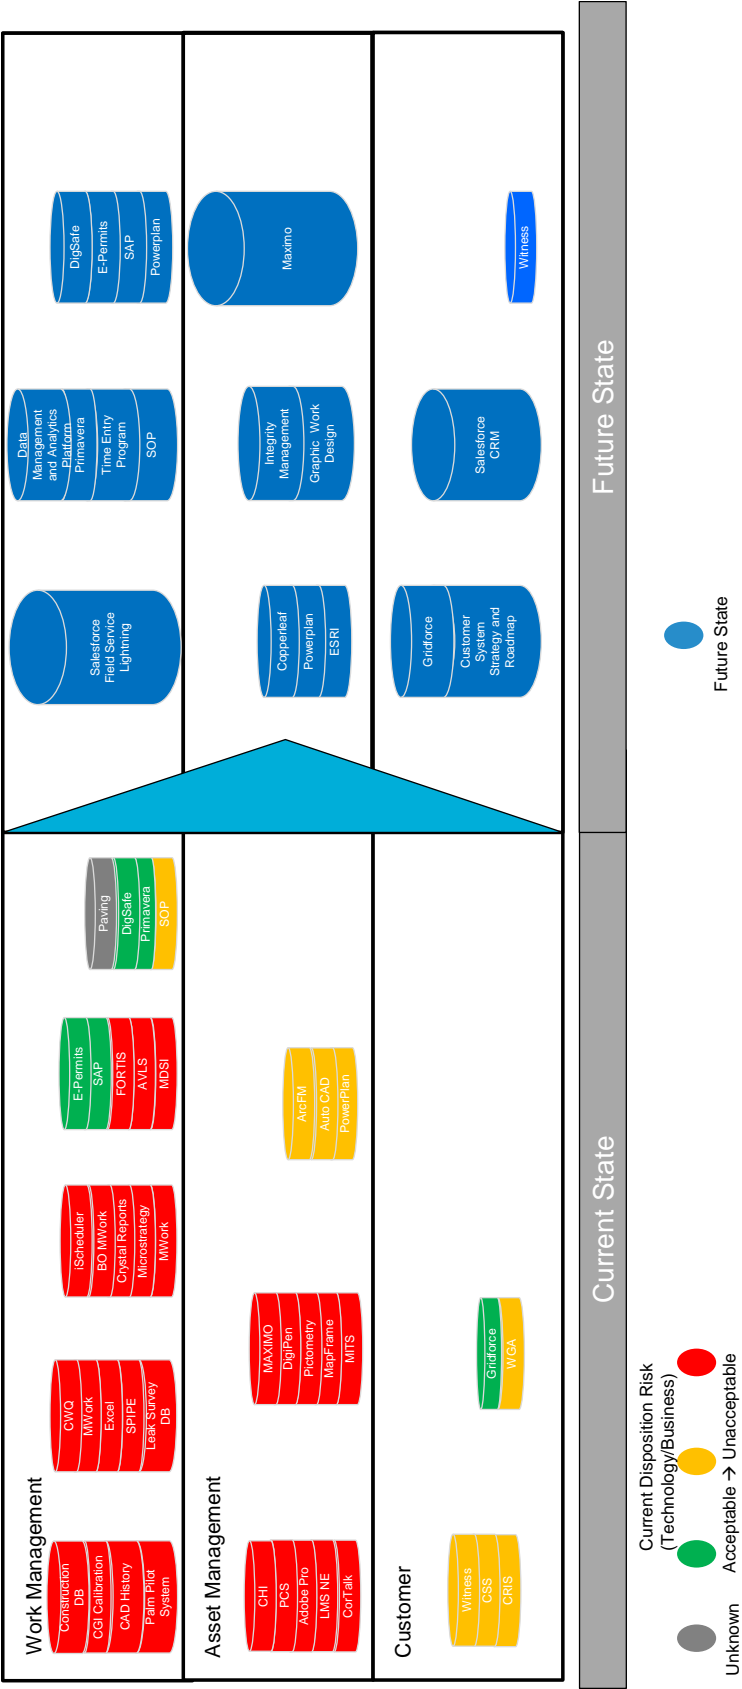 Work Management
Construction
DB
CGI Calibration
CAD History
Palm Pilot
System
CWQ
MWork
Excel
SPIPE
Leak Survey
DB
iScheduler
BO MWork
Crystal Reports
Microstrategy
MWork
E-Permits
SAP
FORTIS
AVLS
MDSI
Paving
DigSafe
Primavera
SOP
Salesforce
Field Service
Lightning
Data
Management
and Analytics
Platform
Primavera
Time Entry
Program
SOP
DigSafe
E-Permits
SAP
Powerplan
Asset Management
CHI
PCS
Adobe Pro
LMS NE
CorTalk
MAXIMO
DigiPen
Pictometry
MapFrame
MITS
ArcFM
Auto CAD
PowerPlan
Copperleaf
Powerplan
ESRI
Integrity
Management
Graphic Work
Design
Maximo
Customer
Witness
CSS
CRIS
Gridforce
WGA
Gridforce
Customer
System
Strategy and
Roadmap
Salesforce
CRM
Witness
Current State
Future State
Current Disposition Risk
(Technology/Business)
Unknown
Acceptable → Unacceptable
Future State